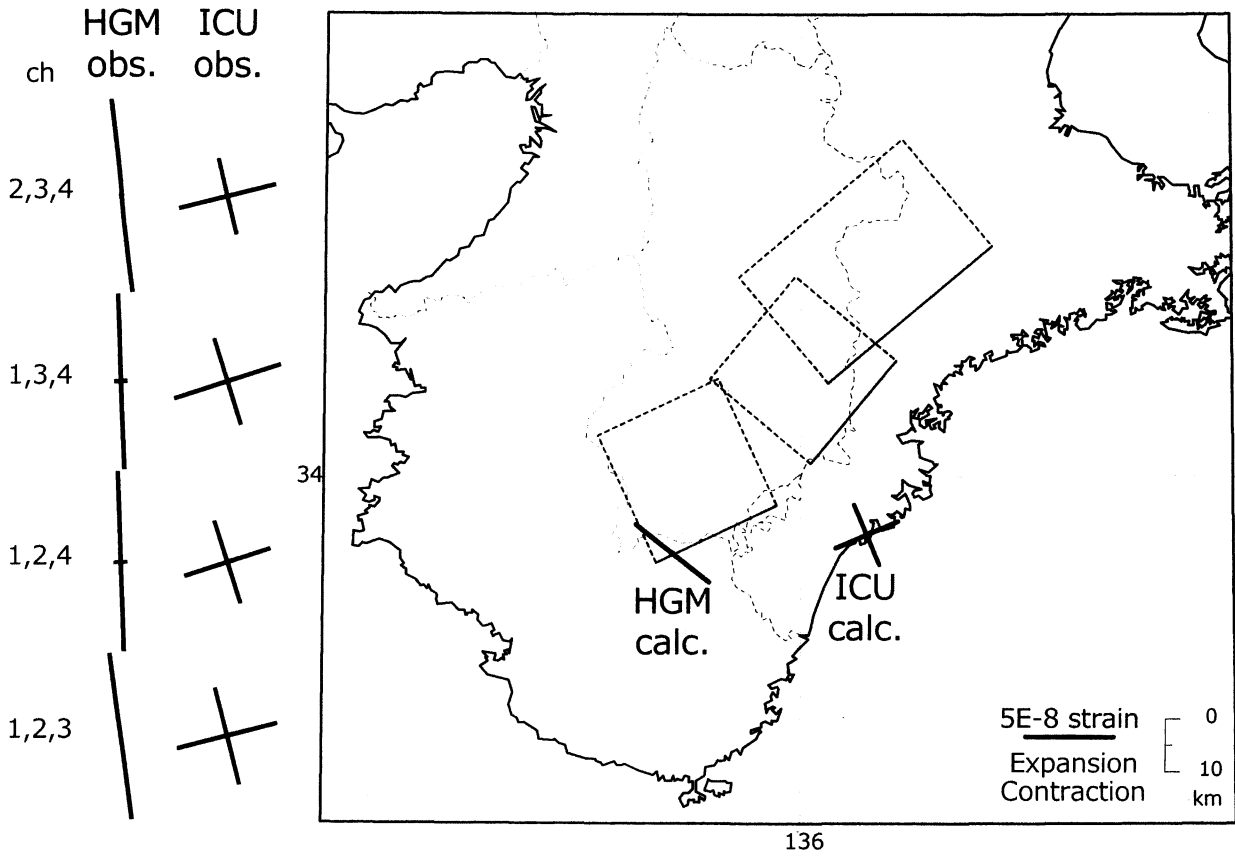 HGM ICU
ch obs. obs.
2,3,4
1,3,4
34
1,2,4
HGM
calc.
ICU
calc.
1,2,3
5E-8 strain
Expansion
Contraction
0
10
km
136